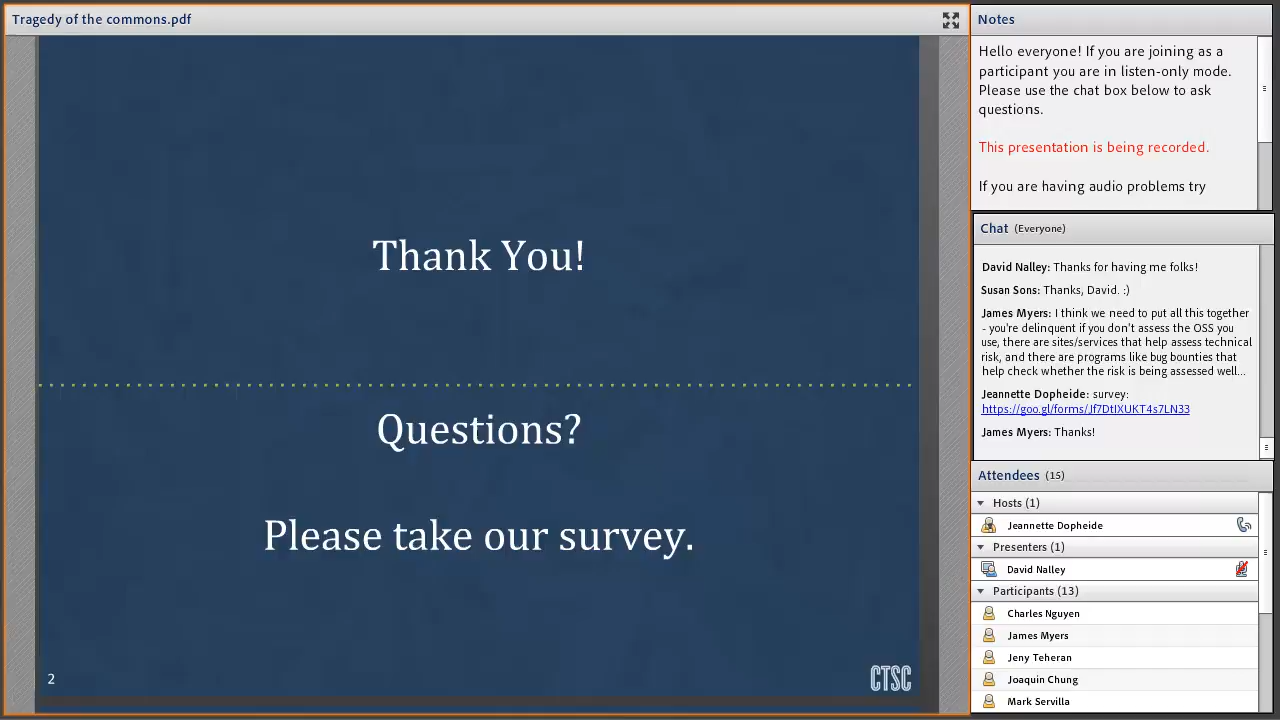 Tragedy of the commons.pdf
Thank You!
Questions?
Please take our survey.
2
CTSC
Notes
Hello everyone! If you are joining as a
participant you are in listen-only mode.
Please use the chat box below to ask
questions.
This presentation is being recorded.
If you are having audio problems try
Chat (Everyone)
David Nalley: Thanks for having me folks!
Susan Sons: Thanks, David. :)
James Myers: I think we need to put all this together
- you're delinquent if you don't assess the OSS you
use, there are sites/services that help assess technical
risk, and there are programs like bug bounties that
help check whether the risk is being assessed well...
Jeannette Dopheide: survey:
https://goo.gl/forms/Jf7DtIXUKT4s7LN33
James Myers: Thanks!
Attendees (15)
Hosts (1)
Jeannette Dopheide
Presenters (1)
David Nalley
Participants (13)
Charles Nguyen
James Myers
Jeny Teheran
Joaquin Chung
Mark Servilla